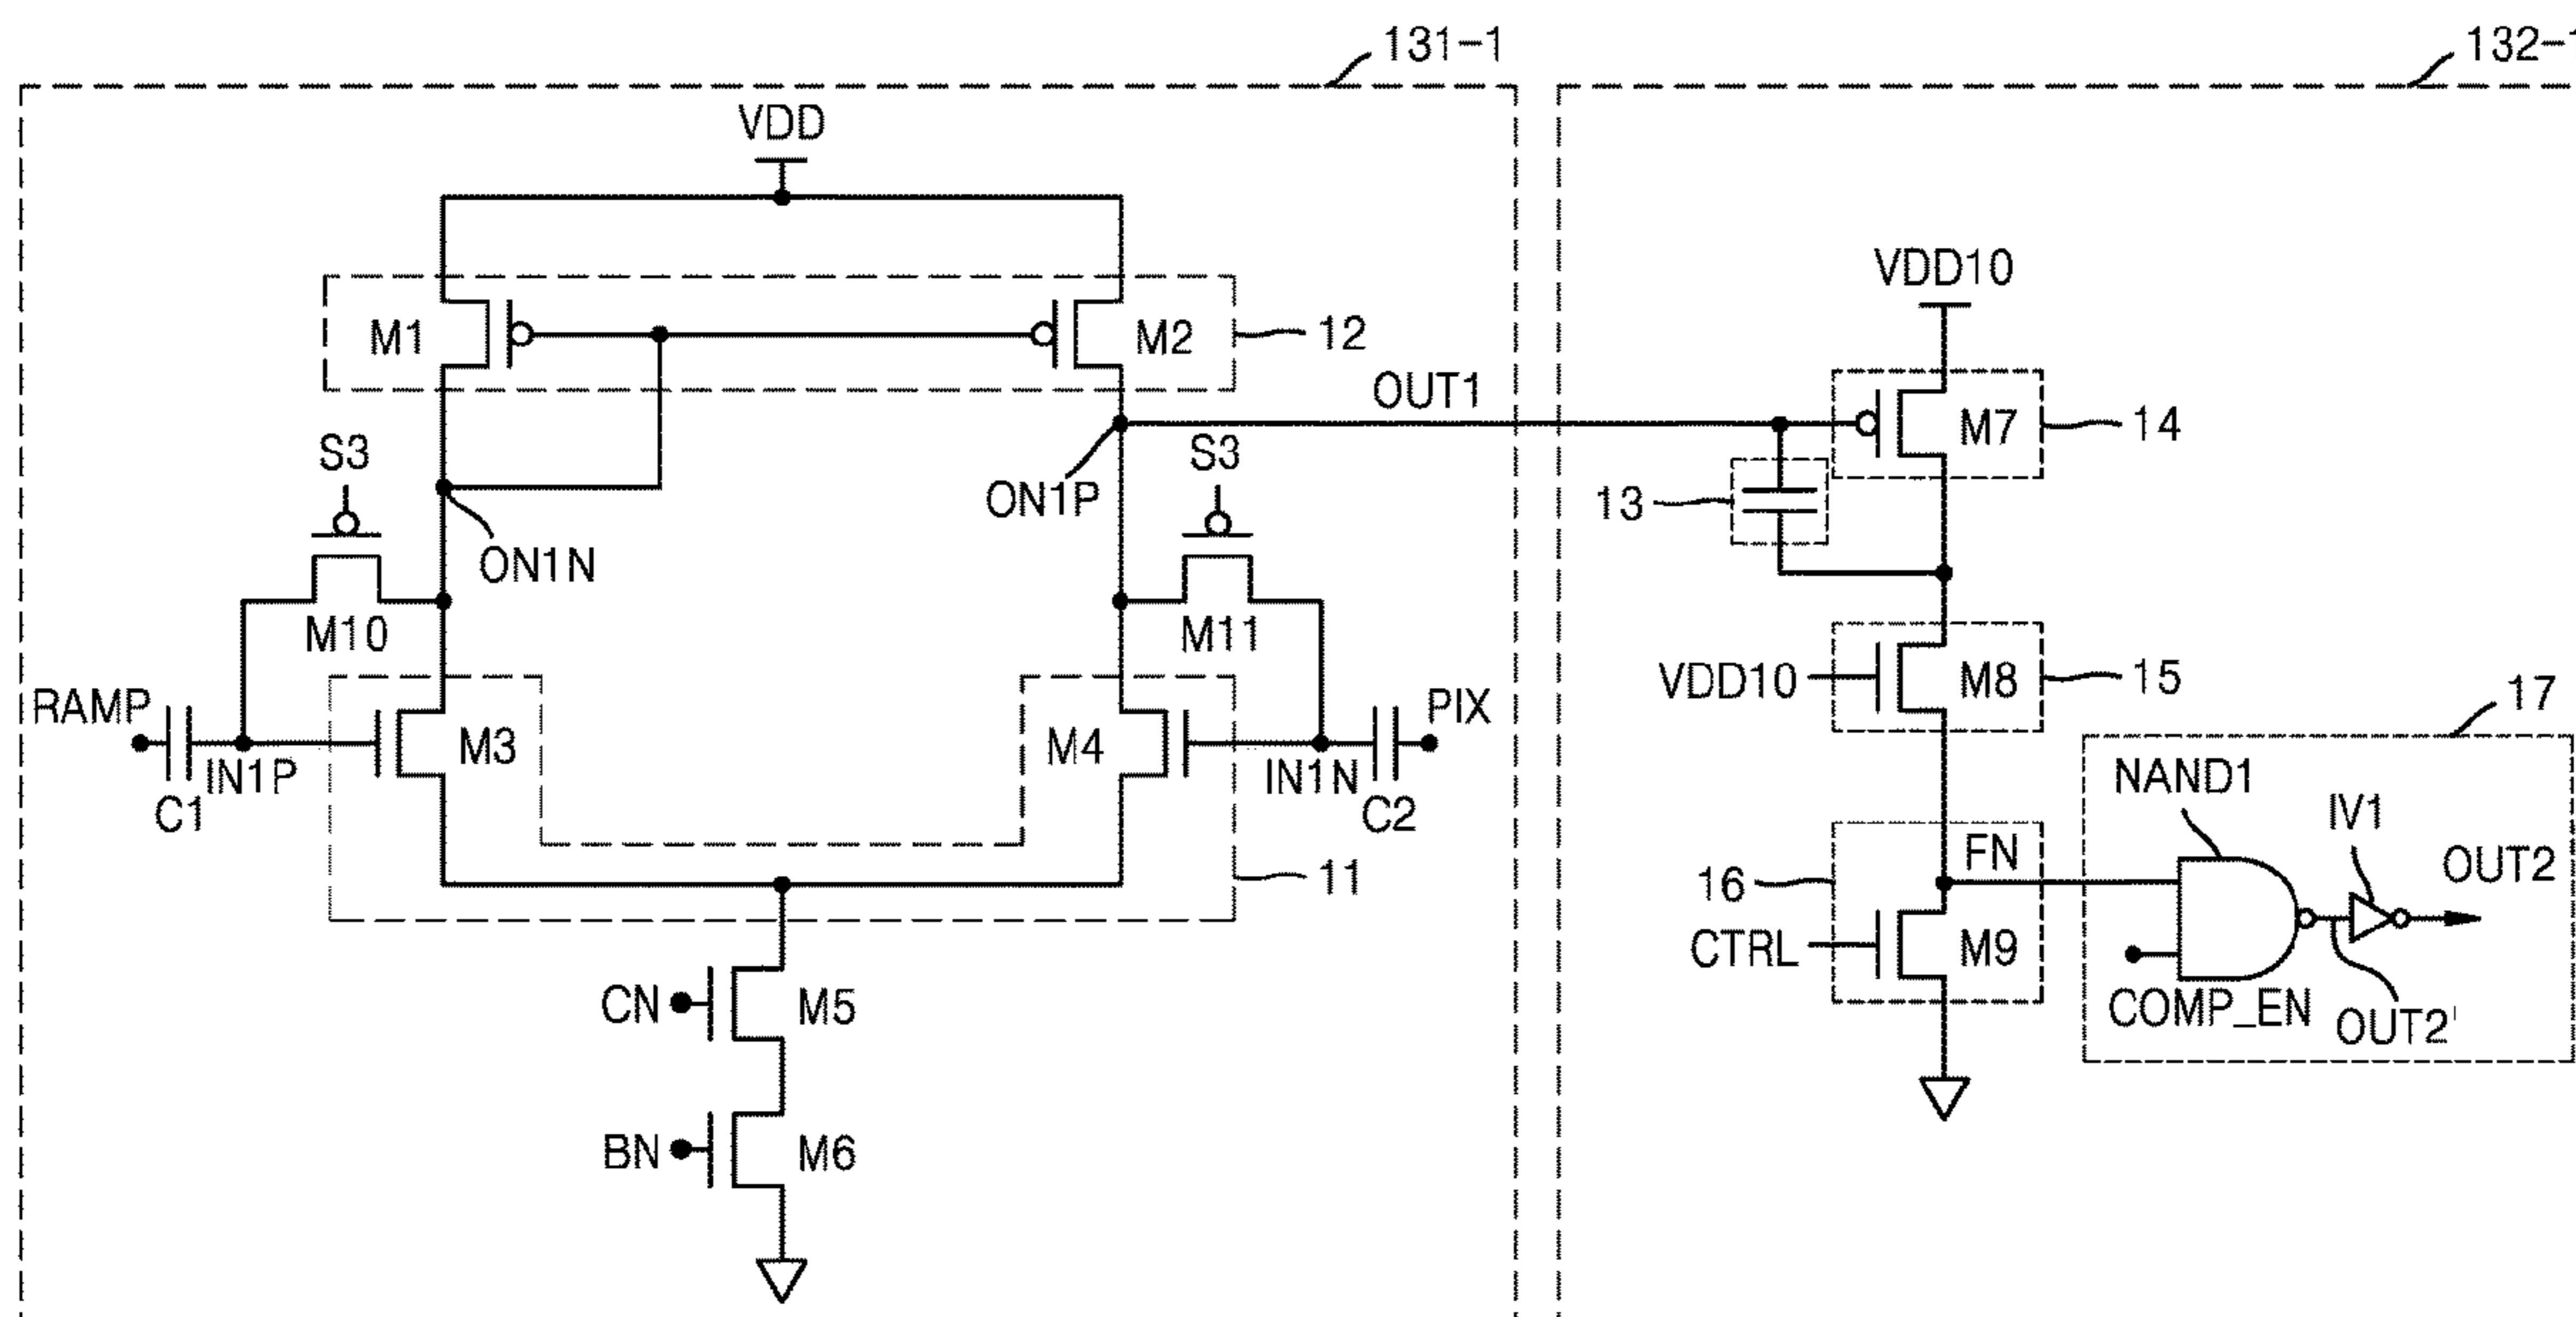 131-1
132-1
VDD
VDD10
M1
M2
12
OUT1
M7
14
S3
S3
ON1P
13
ON1N
M10
M11
VDD10
M8
15
17
RAMP
M3
M4
PIX
IN1P
IN1N
C1
C2
NAND1
IV1
11
16
FN
OUT2
CTRL
M9
CN
M5
COMP_EN
OUT2'
BN
M6